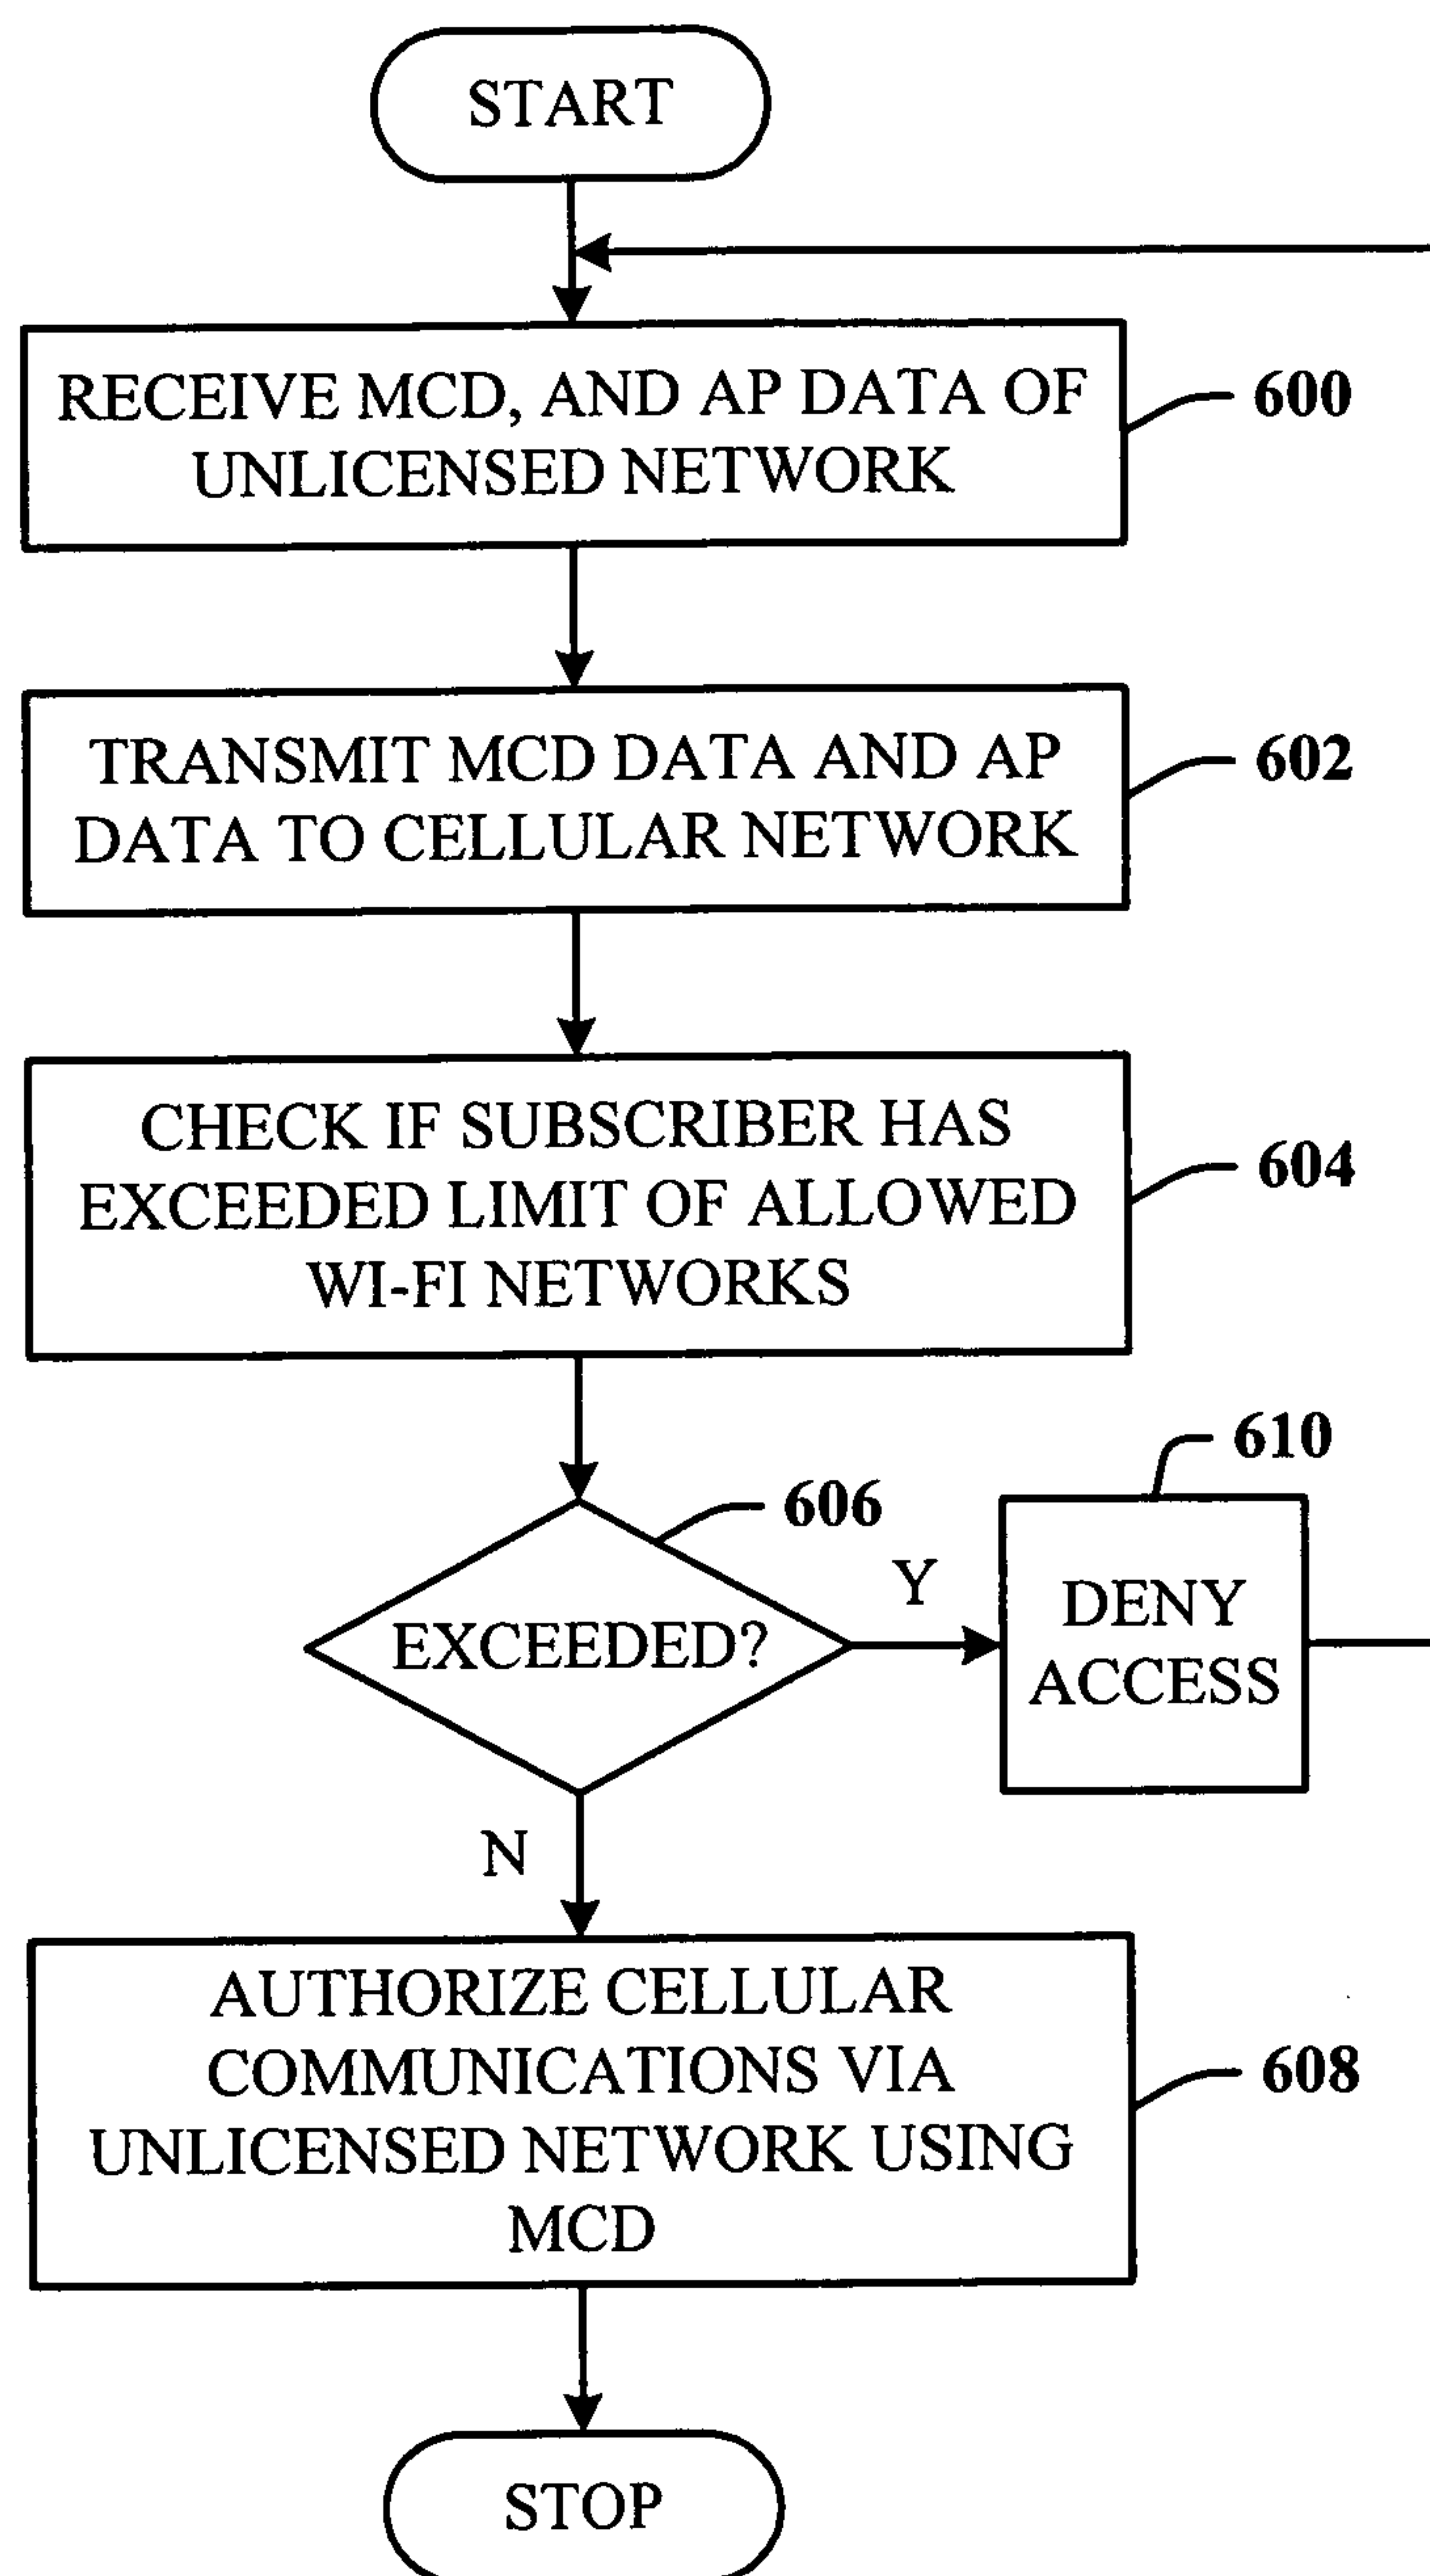 START
RECEIVE MCD, AND AP DATA OF
UNLICENSED NETWORK
600
TRANSMIT MCD DATA AND AP
DATA TO CELLULAR NETWORK
602
CHECK IF SUBSCRIBER HAS
EXCEEDED LIMIT OF ALLOWED
WI-FI NETWORKS
604
606
EXCEEDED?
Y
610
DENY
ACCESS
N
AUTHORIZE CELLULAR
COMMUNICATIONS VIA
UNLICENSED NETWORK USING
MCD
608
STOP